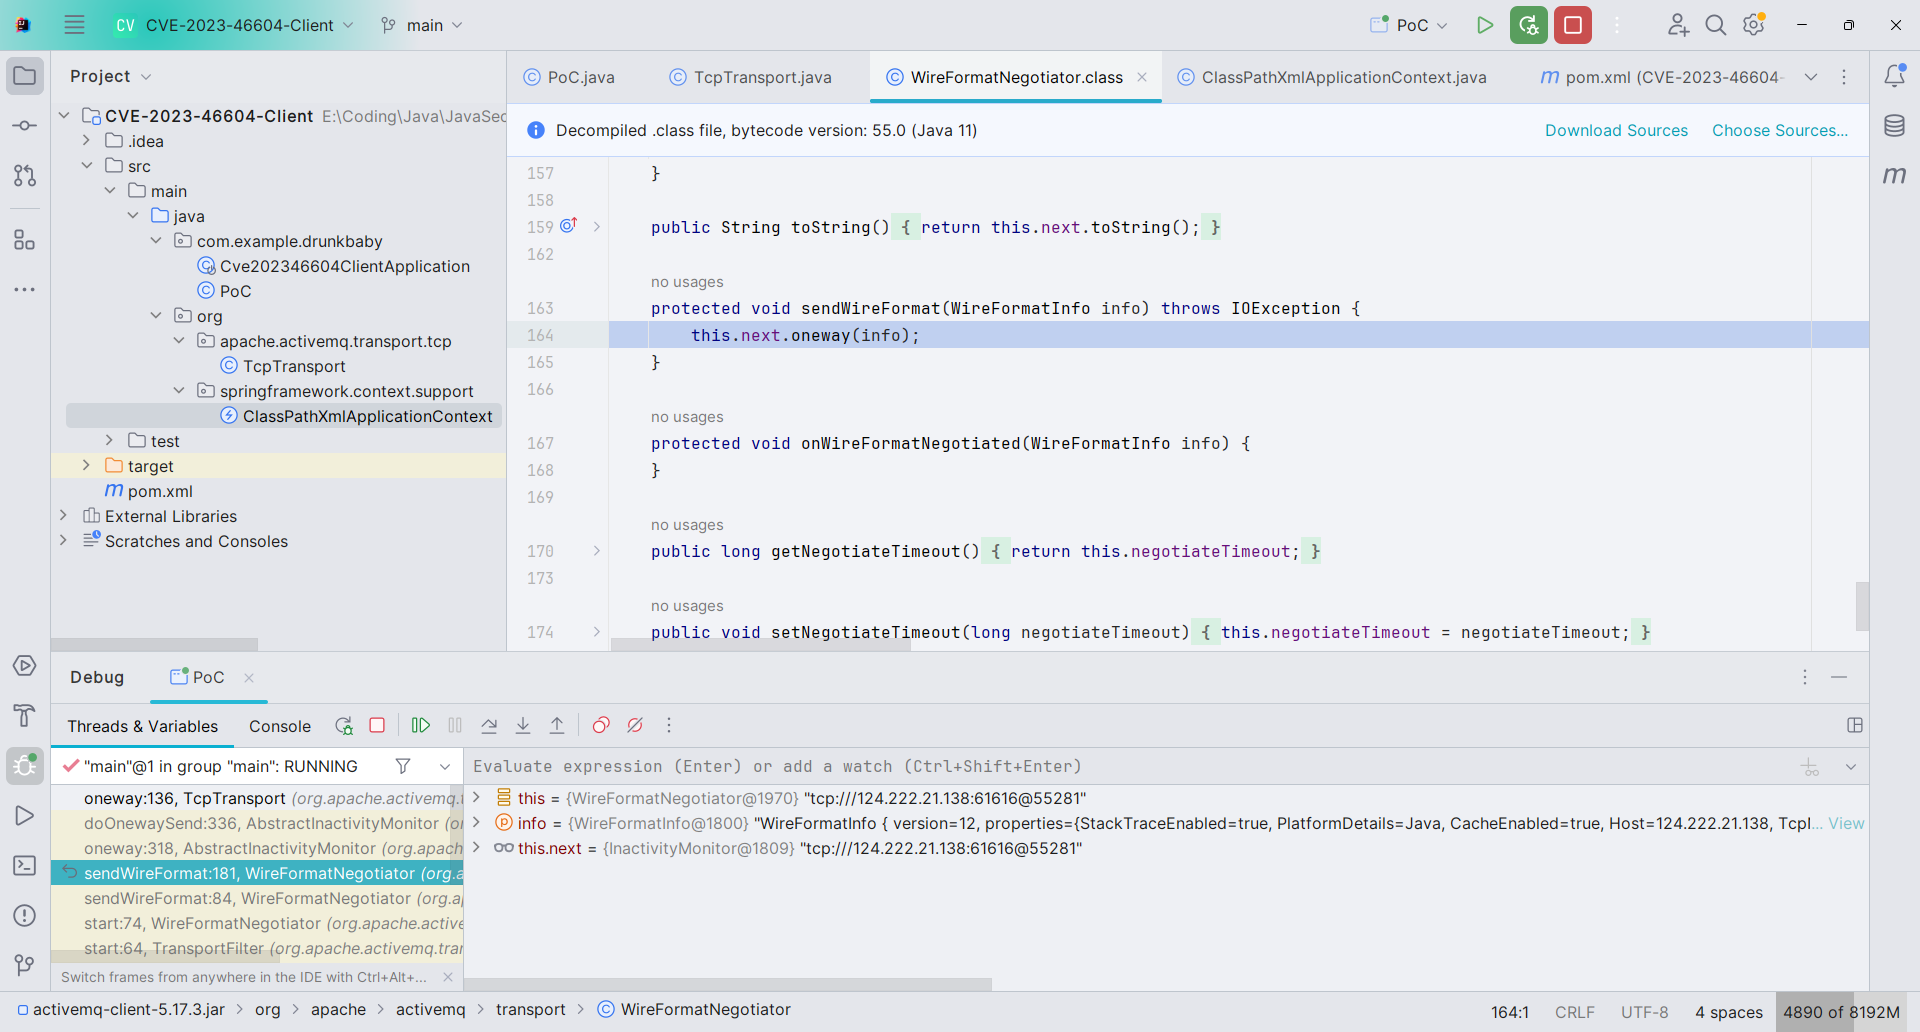 CV CVE-2023-46604-Client main PoC
Project
PoC.java TcpTransport.java WireFormatNegotiator.class ClassPathXmlApplicationContext.java pom.xml (CVE-2023-46604-
CVE-2023-46604-Client E:\Coding\Java\JavaSec
.idea
src
main
java
com.example.drunkbaby
Cve202346604ClientApplication
PoC
org
apache.activemq.transport.tcp
TcpTransport
springframework.context.support
ClassPathXmlApplicationContext
test
target
pom.xml
External Libraries
Scratches and Consoles
Decompiled .class file, bytecode version: 55.0 (Java 11) Download Sources Choose Sources...
157 }
158
159 public String toString() { return this.next.toString(); }
162
no usages
163 protected void sendWireFormat(WireFormatInfo info) throws IOException {
164 this.next.oneway(info);
165 }
166
no usages
167 protected void onWireFormatNegotiated(WireFormatInfo info) {
168 }
169
no usages
170 public long getNegotiateTimeout() { return this.negotiateTimeout; }
173
no usages
174 public void setNegotiateTimeout(long negotiateTimeout) { this.negotiateTimeout = negotiateTimeout; }
Debug PoC
Threads & Variables Console
"main"@1 in group "main": RUNNING
oneway:136, TcpTransport (org.apache.activemq.
doOnewaySend:336, AbstractInactivityMonitor (or
oneway:318, AbstractInactivityMonitor (org.apach
sendWireFormat:181, WireFormatNegotiator (org.a
sendWireFormat:84, WireFormatNegotiator (org.a
start:74, WireFormatNegotiator (org.apache.active
start:64, TransportFilter (org.apache.activemq.tra
Switch frames from anywhere in the IDE with Ctrl+Alt+...
Evaluate expression (Enter) or add a watch (Ctrl+Shift+Enter)
this = {WireFormatNegotiator@1970} "tcp:///124.222.21.138:61616@55281"
info = {WireFormatInfo@1800} "WireFormatInfo { version=12, properties={StackTraceEnabled=true, PlatformDetails=Java, CacheEnabled=true, Host=124.222.21.138, TcpI... View
this.next = {InactivityMonitor@1809} "tcp:///124.222.21.138:61616@55281"
activemq-client-5.17.3.jar > org > apache > activemq > transport > WireFormatNegotiator
164:1 CRLF UTF-8 4 spaces 4890 of 8192M